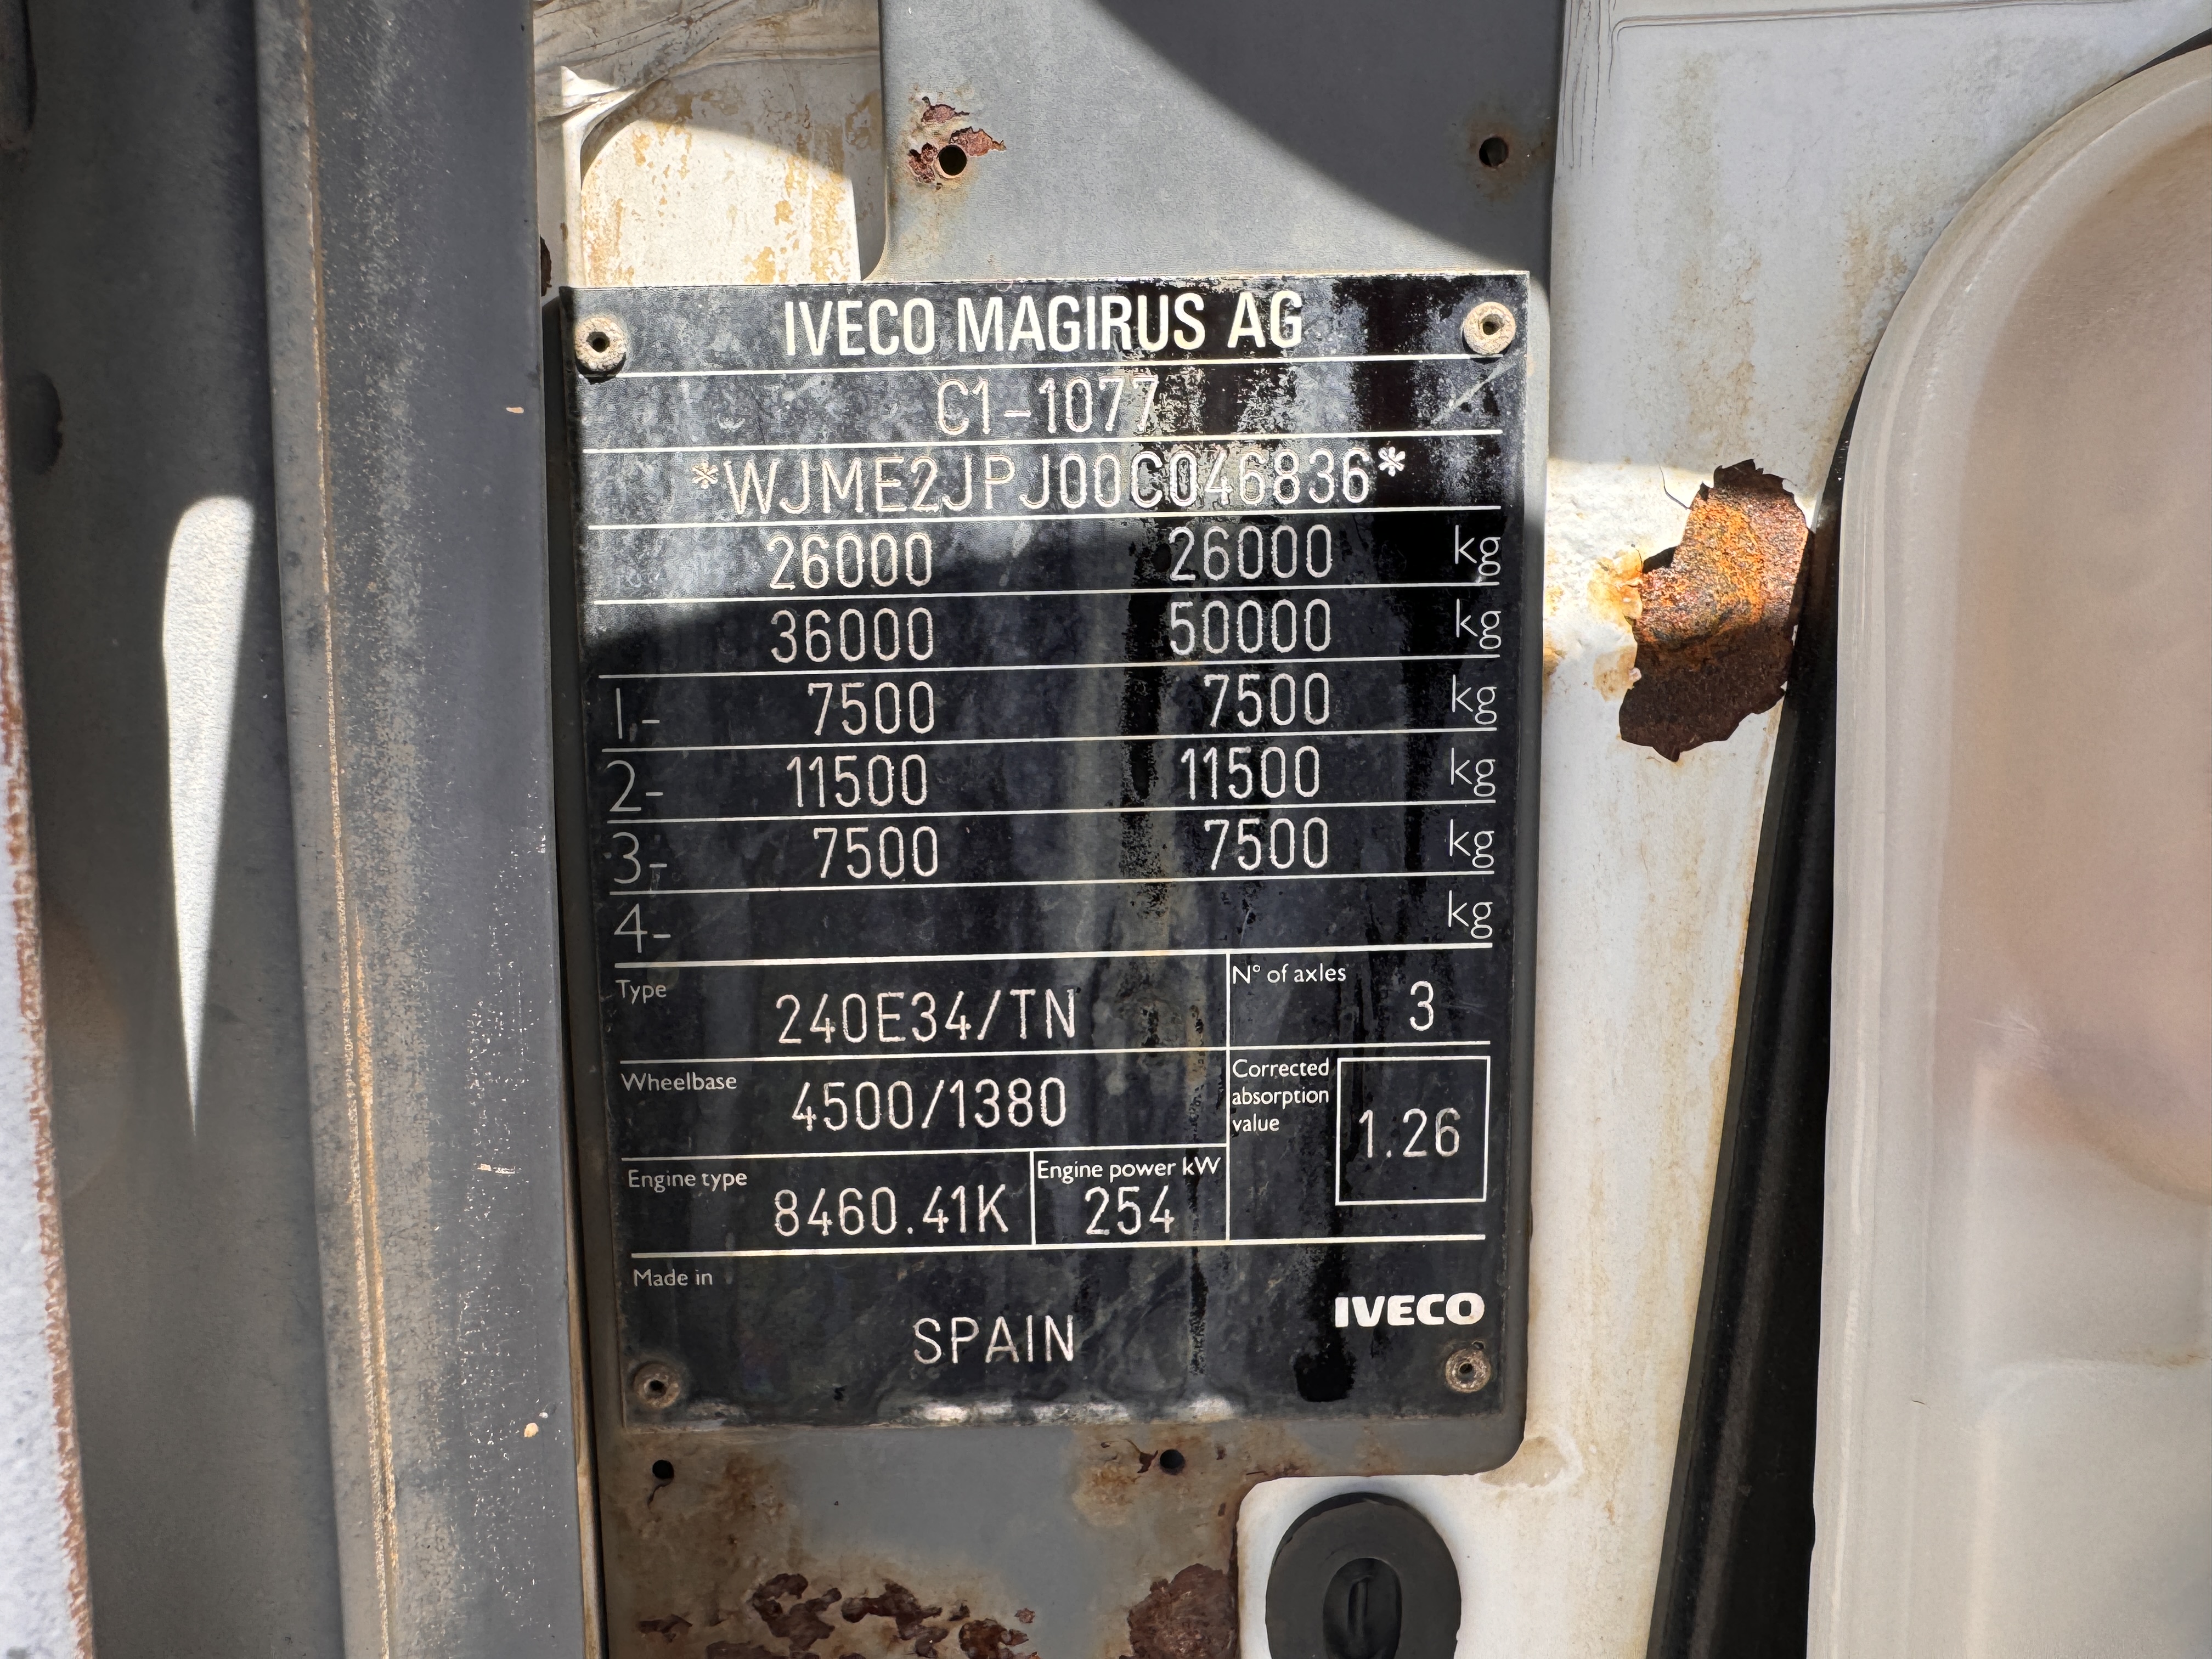 IVECO MAGIRUS AG
C1-1077
*WJME2JPJ00C046836*
26000 26000 kg
36000 50000 kg
1- 7500 7500 kg
2- 11500 11500 kg
3- 7500 7500 kg
4- kg
Type 240E34/TN N° of axles 3
Wheelbase 4500/1380 Corrected absorption value 1.26
Engine type 8460.41K Engine power kW 254
Made in
SPAIN
IVECO